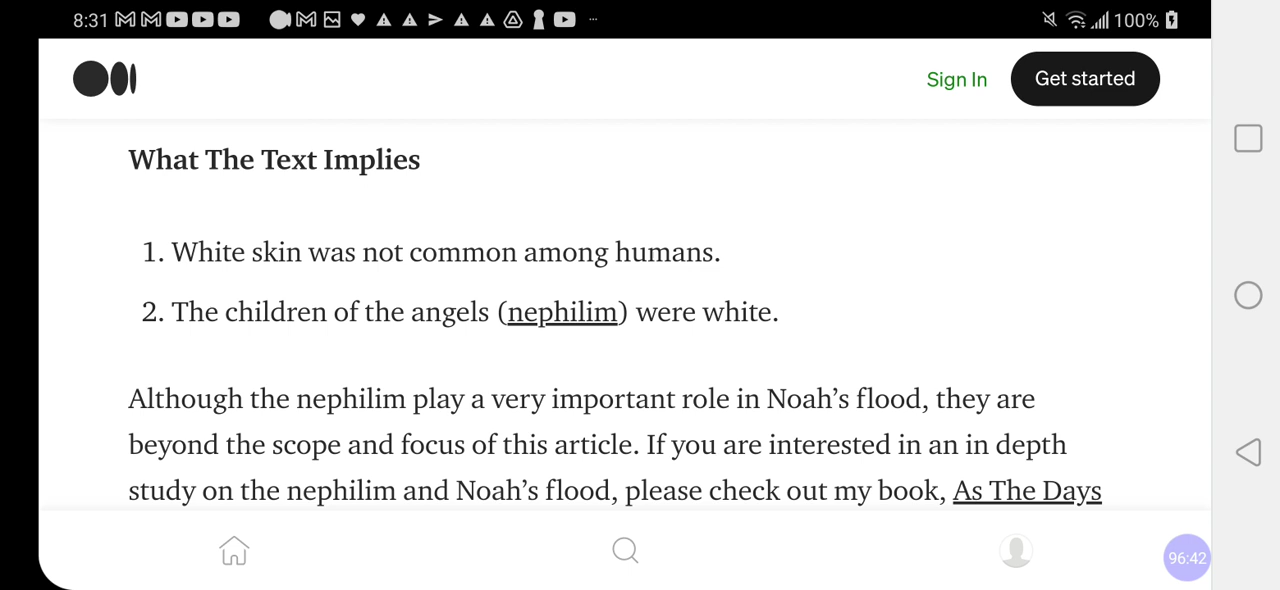 8:31
100%
Sign In
Get started
What The Text Implies
1. White skin was not common among humans.
2. The children of the angels (nephilim) were white.
Although the nephilim play a very important role in Noah’s flood, they are
beyond the scope and focus of this article. If you are interested in an in depth
study on the nephilim and Noah’s flood, please check out my book, As The Days
96:42